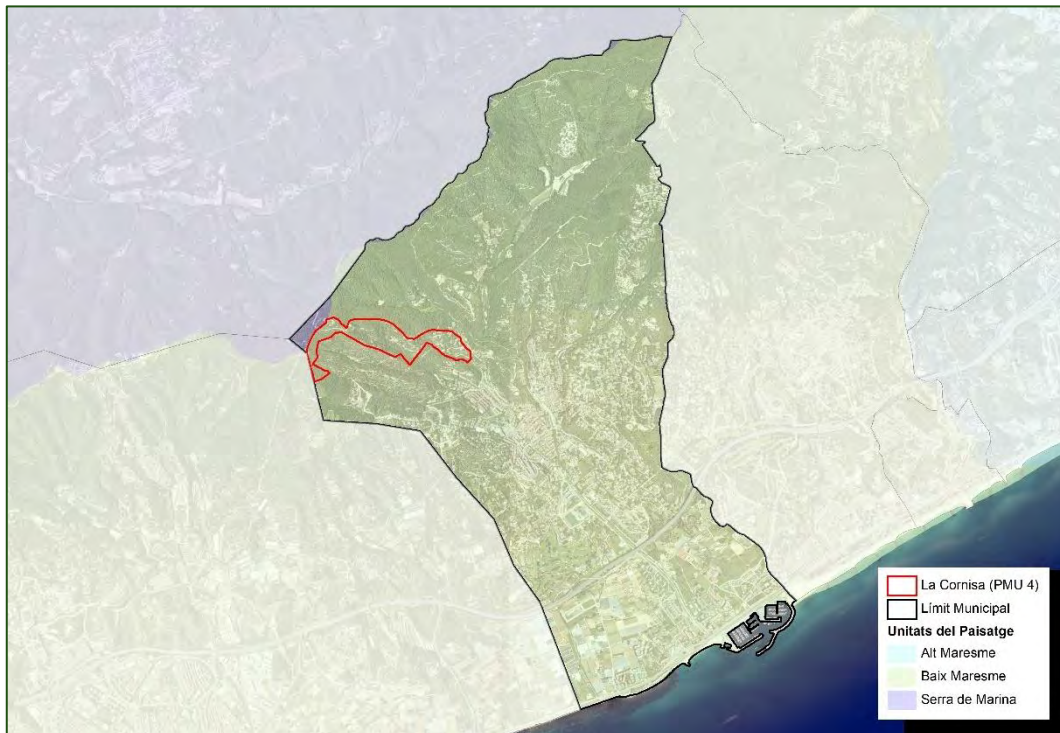 La Cornisa (PMU 4)
Límit Municipal
Unitats del Paisatge
Alt Maresme
Baix Maresme
Serra de Marina